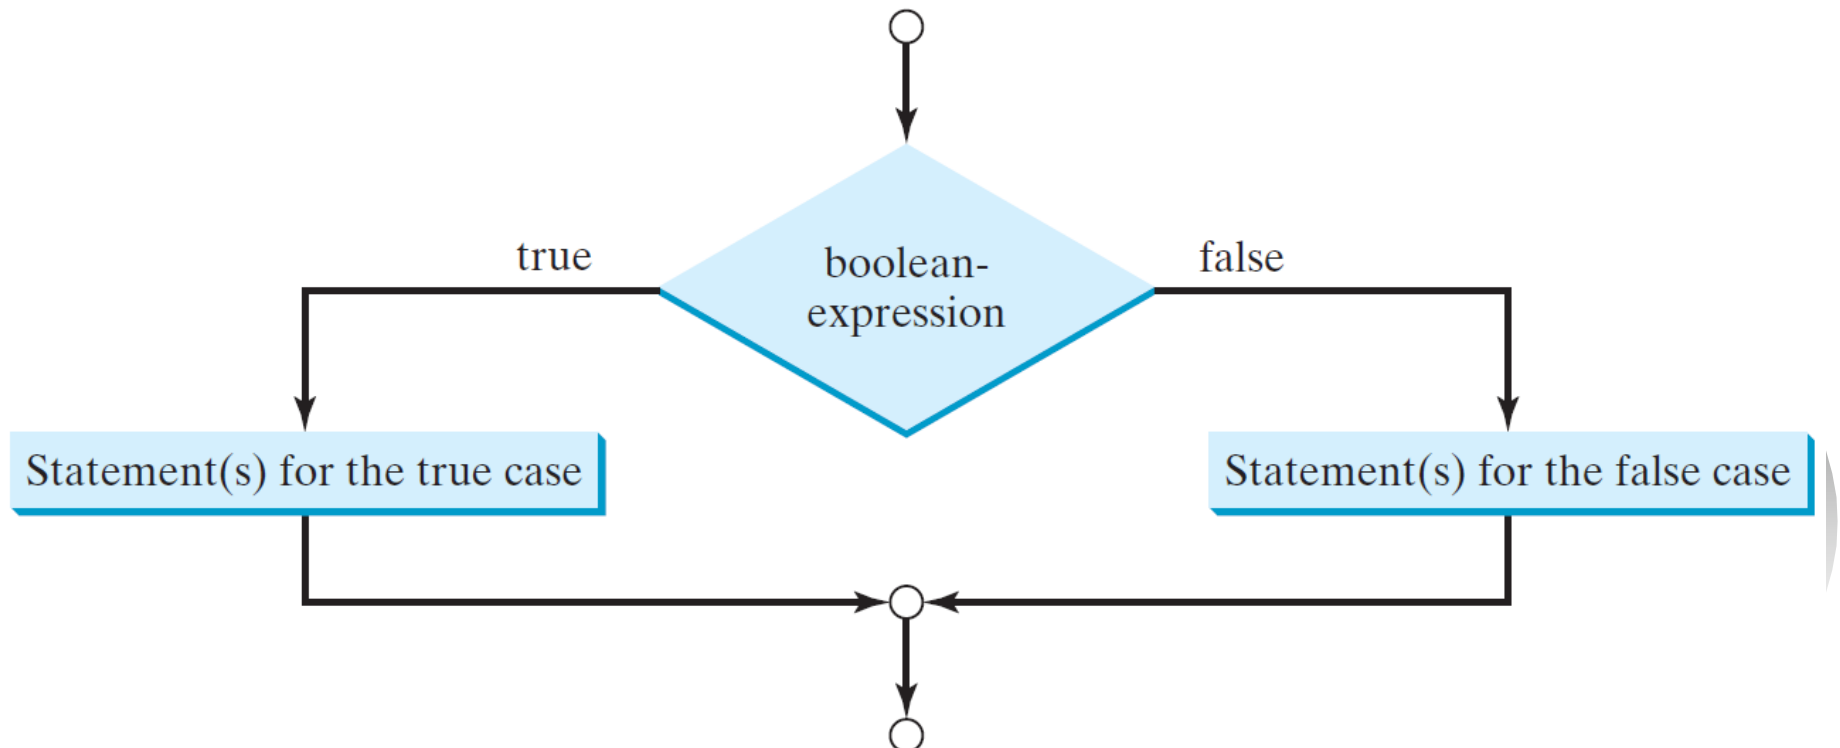 true
boolean-
expression
false
Statement(s) for the true case
Statement(s) for the false case